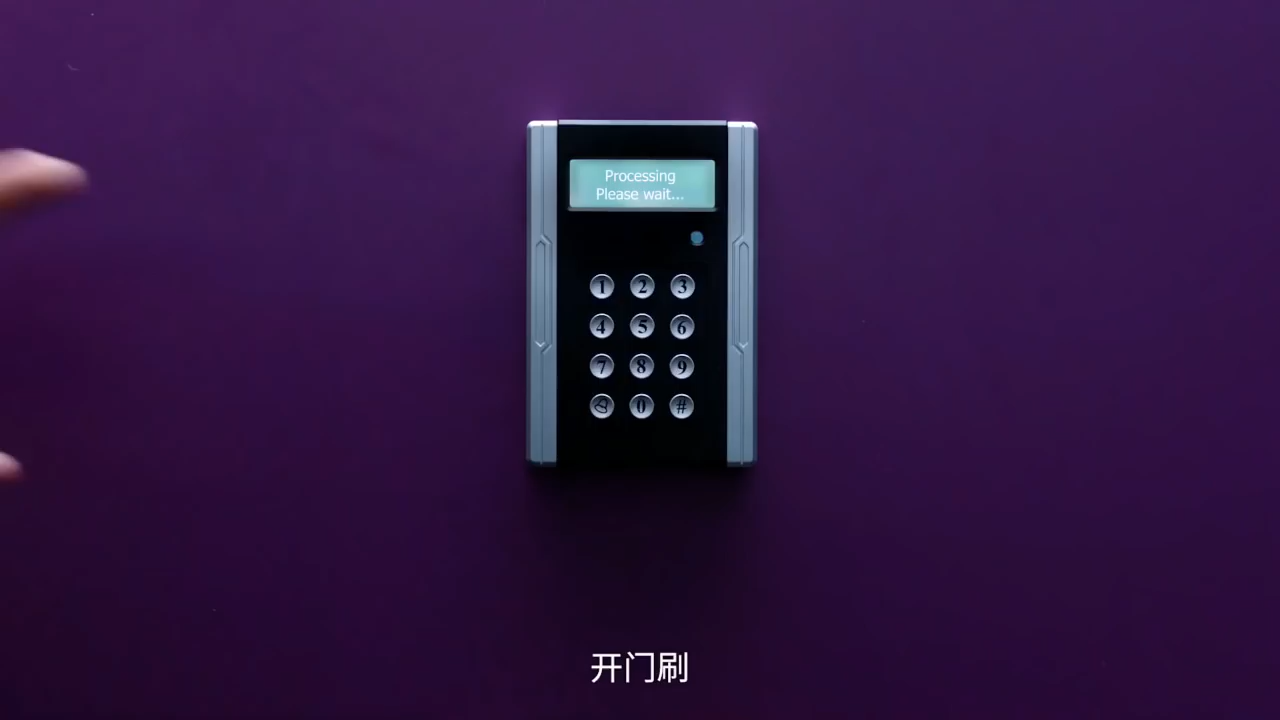 Processing
Please wait...
1 2 3
4 5 6
7 8 9
0 #
开门刷